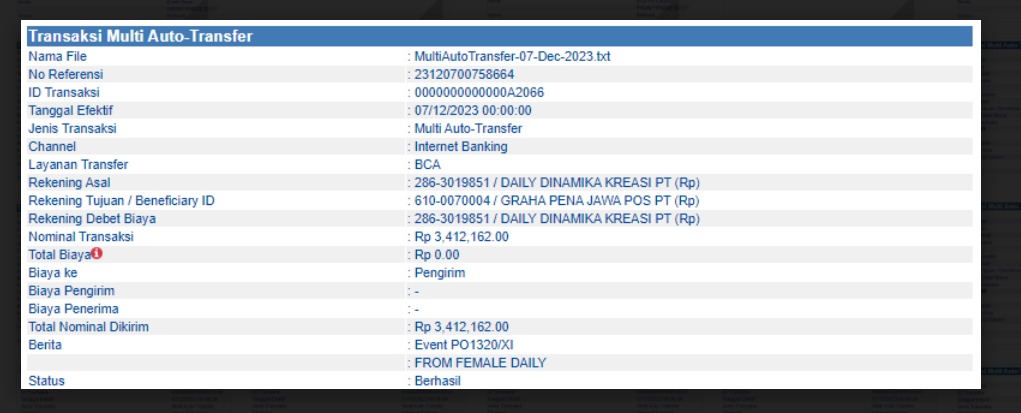 Transaksi Multi Auto-Transfer
Nama File : MultiAutoTransfer-07-Dec-2023.txt
No Referensi : 23120700758664
ID Transaksi : 0000000000000A2066
Tanggal Efektif : 07/12/2023 00:00:00
Jenis Transaksi : Multi Auto-Transfer
Channel : Internet Banking
Layanan Transfer : BCA
Rekening Asal : 286-3019851 / DAILY DINAMIKA KREASI PT (Rp)
Rekening Tujuan / Beneficiary ID : 610-0070004 / GRAHA PENA JAWA POS PT (Rp)
Rekening Debet Biaya : 286-3019851 / DAILY DINAMIKA KREASI PT (Rp)
Nominal Transaksi : Rp 3,412,162.00
Total Biaya : Rp 0.00
Biaya ke : Pengirim
Biaya Pengirim : -
Biaya Penerima : -
Total Nominal Dikirim : Rp 3,412,162.00
Berita : Event PO1320/XI
: FROM FEMALE DAILY
Status : Berhasil